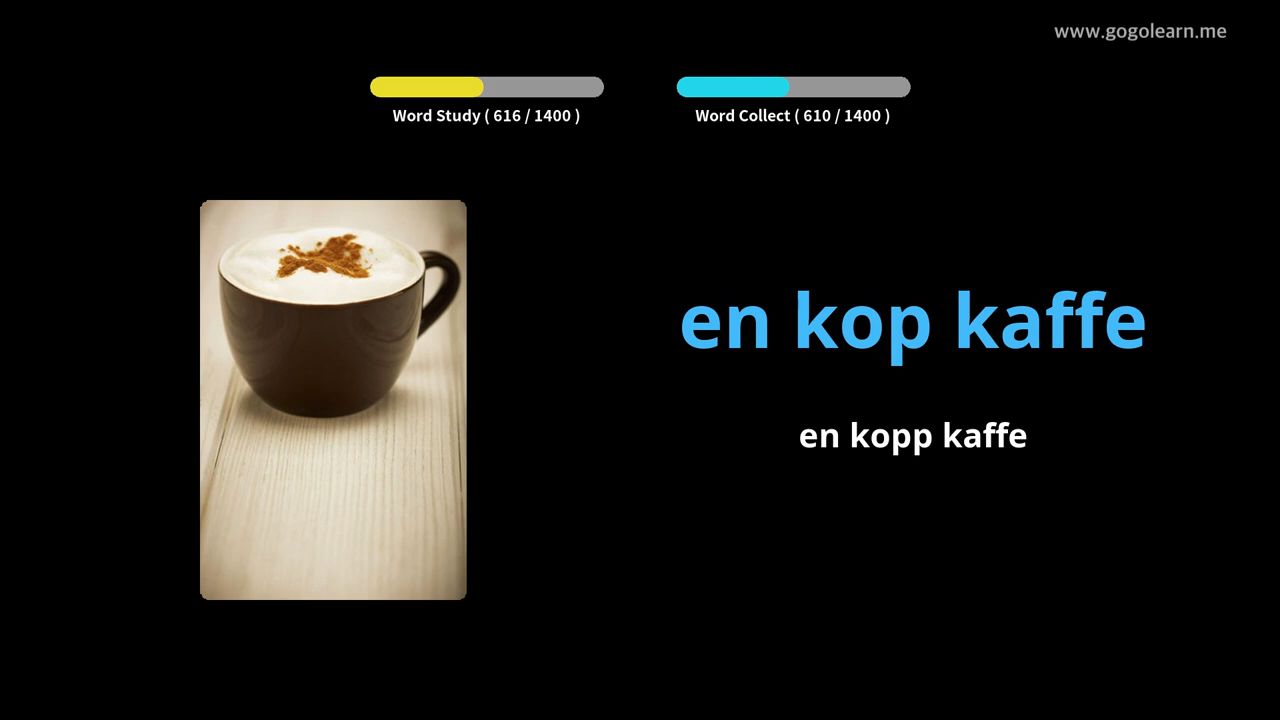 www.gogolearn.me
Word Study ( 616 / 1400 )
Word Collect ( 610 / 1400 )
en kop kaffe
en kopp kaffe